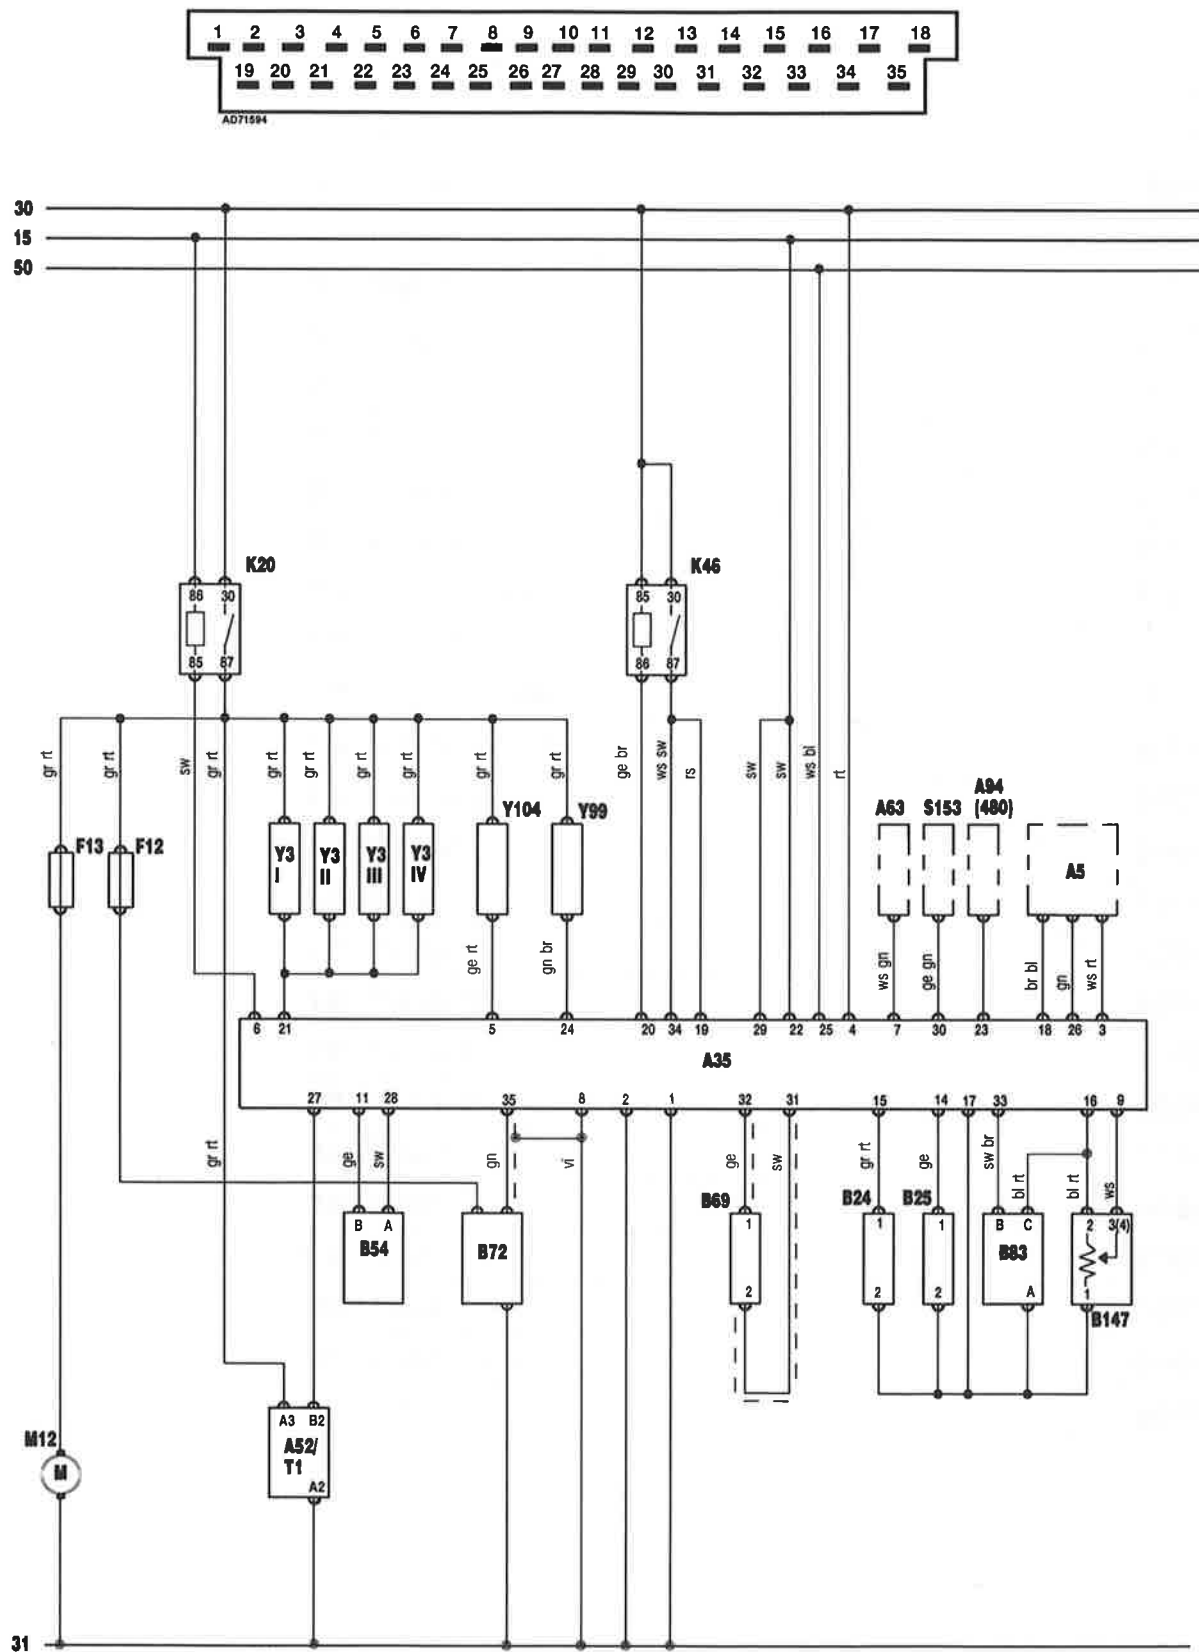 1 2 3 4 5 6 7 8 9 10 11 12 13 14 15 16 17 18
19 20 21 22 23 24 25 26 27 28 29 30 31 32 33 34 35
AD71594
30
15
50
K20
K46
86 30
85 30
85 87
86 87
gr rt
gr rt
sw
gr rt
gr rt
gr rt
gr rt
gr rt
gr rt
gr rt
ge br
ws sw
rs
sw
sw
ws bl
rt
F13
F12
Y3
I
Y3
II
Y3
III
Y3
IV
Y104
Y99
A63
S153
A94
(480)
A5
ge rt
gn br
ws gn
ge gn
br bl
gn
ws rt
6 21 5 24 20 34 19 29 22 25 4 7 30 23 18 26 3
A35
27 11 28 35 8 2 1 32 31 15 14 17 33 16 9
gr rt
ge
sw
gn
vi
ge
sw
gr rt
ge
sw br
bl rt
bl rt
ws
B A
B54
B72
B69
1
2
B24
1
2
B25
1
2
B C
B83
A
2 3(4)
1
B147
M12
M
A3 B2
A52/
T1
A2
31